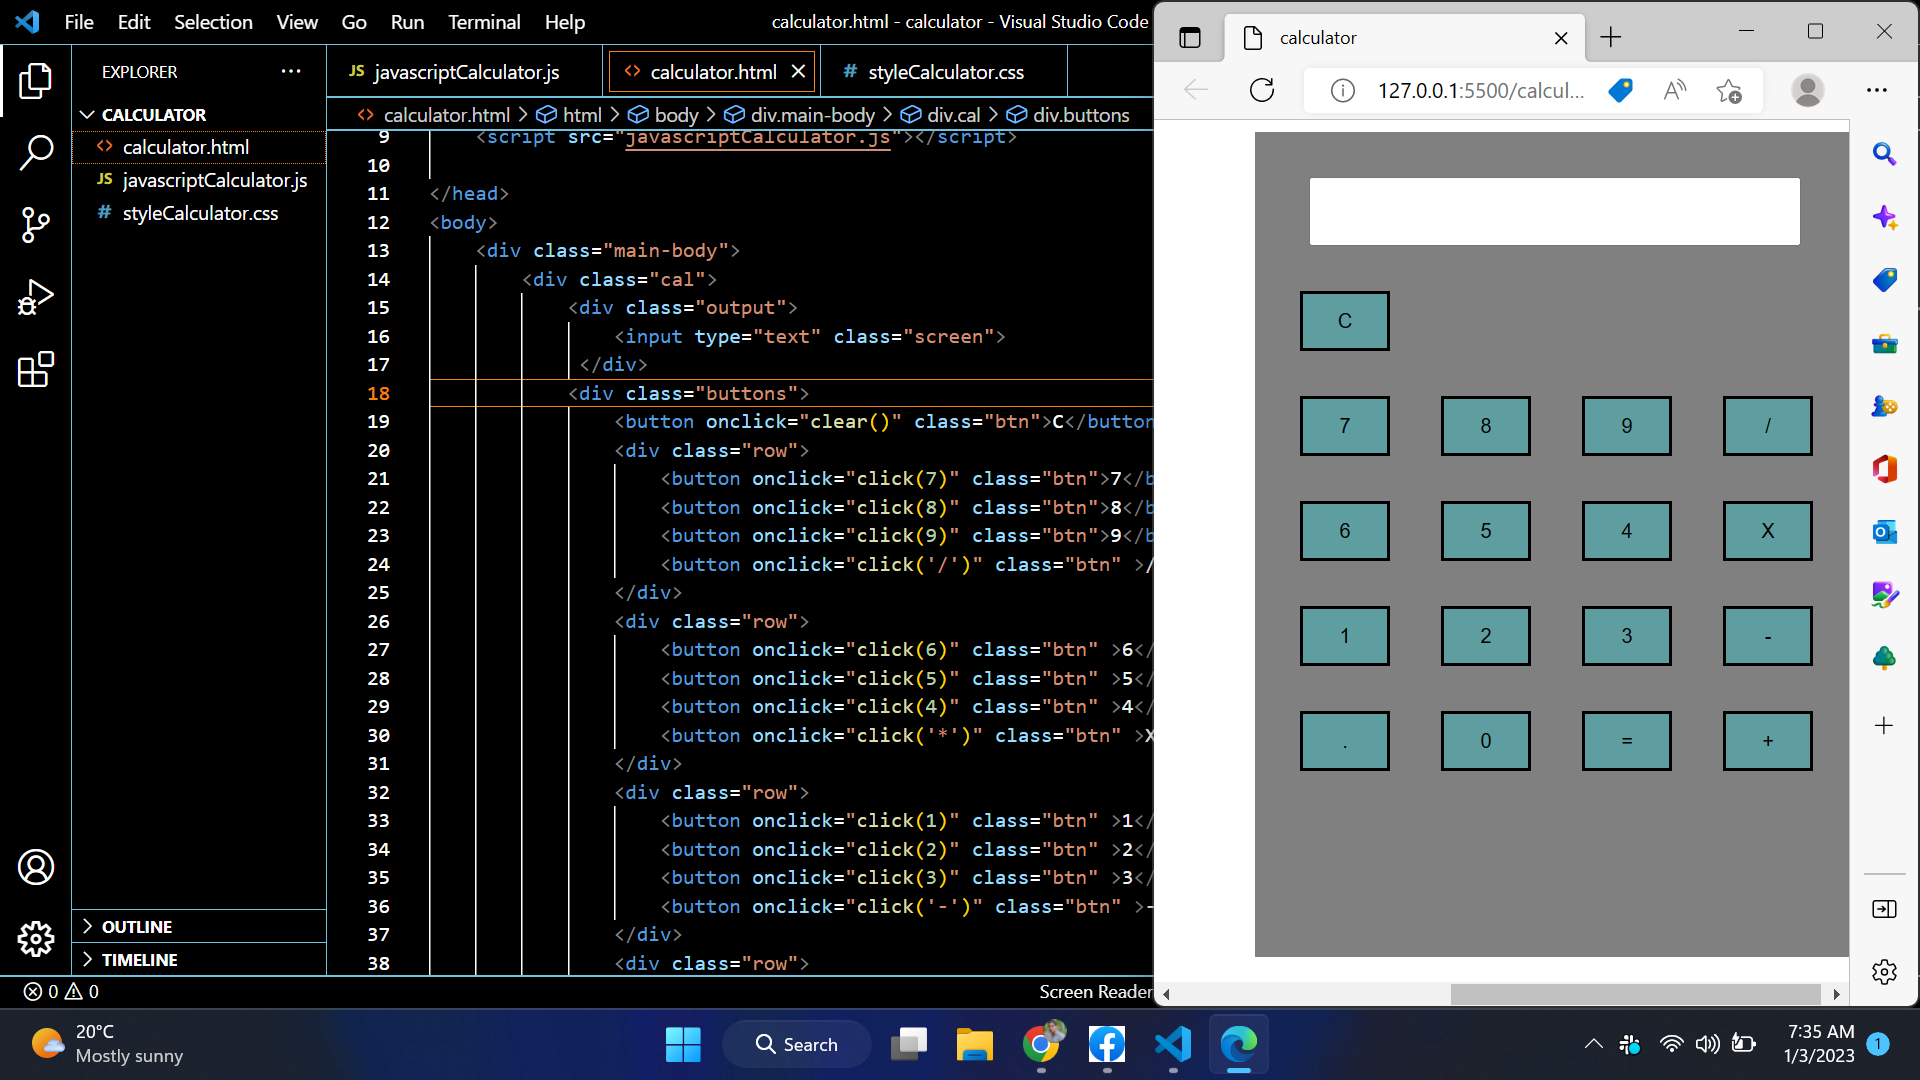 File Edit Selection View Go Run Terminal Help
calculator.html - calculator - Visual Studio Code
EXPLORER
CALCULATOR
calculator.html
JS javascriptCalculator.js
# styleCalculator.css
OUTLINE
TIMELINE
JS javascriptCalculator.js
<> calculator.html
# styleCalculator.css
<> calculator.html > html > body > div.main-body > div.cal > div.buttons
9 <script src="javascriptCalculator.js"></script>
10
11 </head>
12 <body>
13 <div class="main-body">
14 <div class="cal">
15 <div class="output">
16 <input type="text" class="screen">
17 </div>
18 <div class="buttons">
19 <button onclick="clear()" class="btn">C</button
20 <div class="row">
21 <button onclick="click(7)" class="btn">7</b
22 <button onclick="click(8)" class="btn">8</b
23 <button onclick="click(9)" class="btn">9</b
24 <button onclick="click('/')" class="btn" >/
25 </div>
26 <div class="row">
27 <button onclick="click(6)" class="btn" >6</
28 <button onclick="click(5)" class="btn" >5</
29 <button onclick="click(4)" class="btn" >4</
30 <button onclick="click('*')" class="btn" >X
31 </div>
32 <div class="row">
33 <button onclick="click(1)" class="btn" >1</
34 <button onclick="click(2)" class="btn" >2</
35 <button onclick="click(3)" class="btn" >3</
36 <button onclick="click('-')" class="btn" >-
37 </div>
38 <div class="row">
0 0
Screen Reader
calculator
127.0.0.1:5500/calcul...
C
7 8 9 /
6 5 4 X
1 2 3 -
. 0 = +
20°C
Mostly sunny
Search
7:35 AM
1/3/2023
1